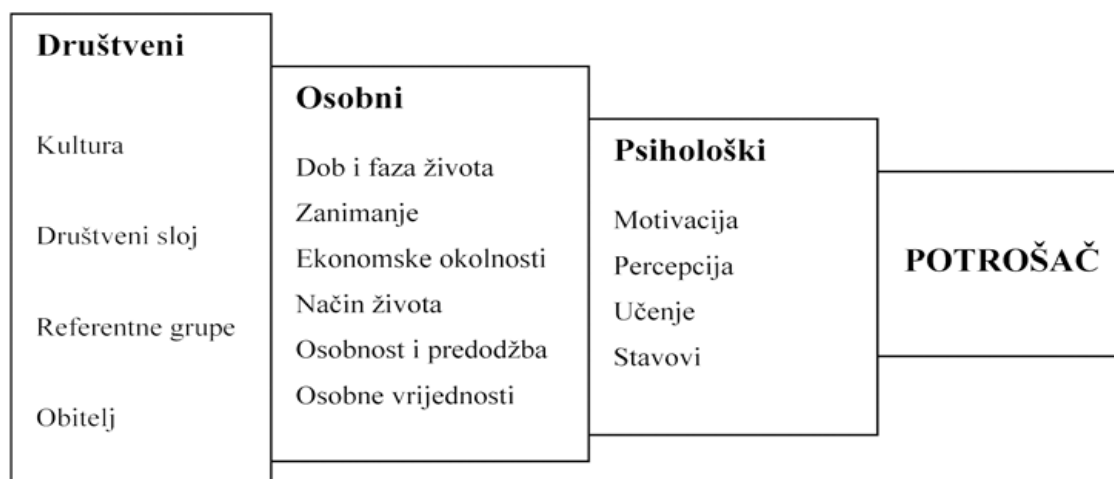 Društveni
Kultura
Društveni sloj
Referentne grupe
Obitelj
Osobni
Dob i faza života
Zanimanje
Ekonomske okolnosti
Način života
Osobnost i predodžba
Osobne vrijednosti
Psihološki
Motivacija
Percepcija
Učenje
Stavovi
POTROŠAČ